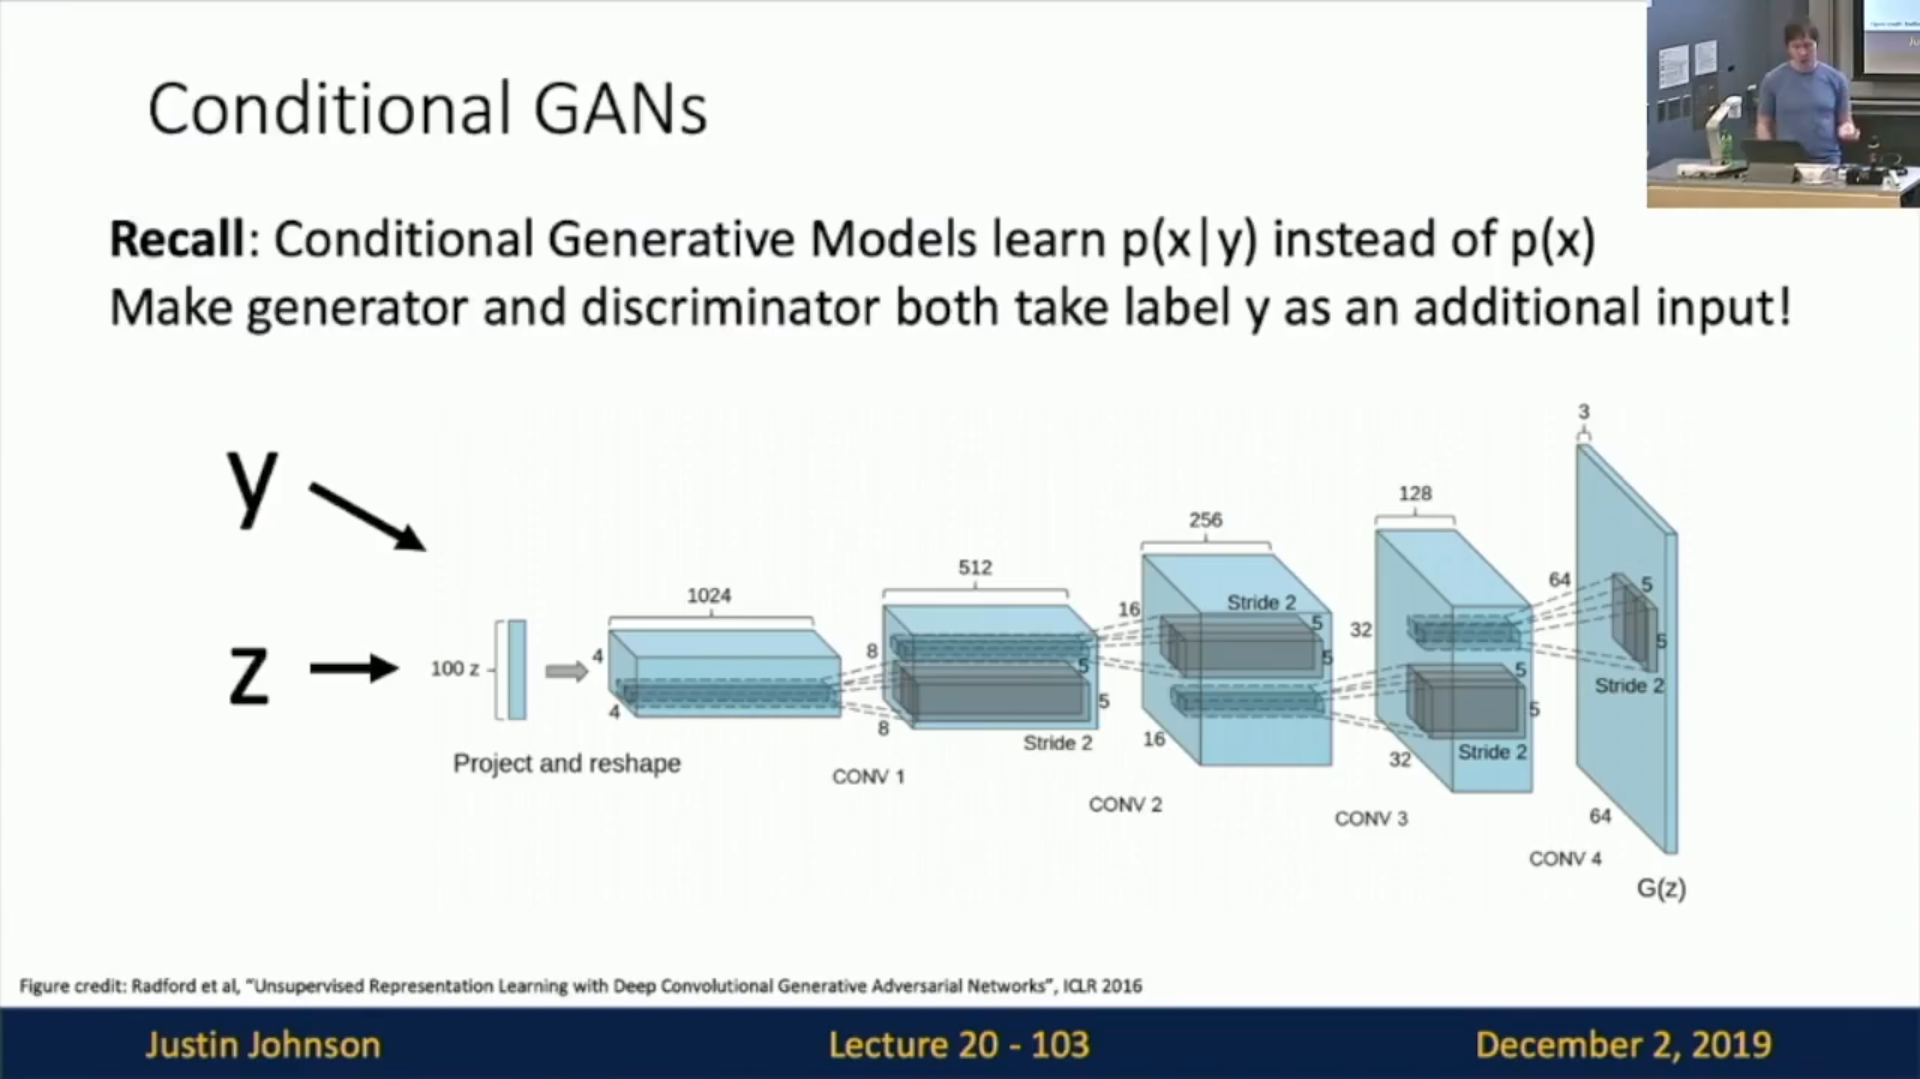 Conditional GANs
Recall: Conditional Generative Models learn p(x|y) instead of p(x)
Make generator and discriminator both take label y as an additional input!
y
z
100 z
Project and reshape
1024
4
4
512
8
8
5
5
Stride 2
CONV 1
256
16
16
Stride 2
5
5
CONV 2
128
32
32
5
5
Stride 2
CONV 3
3
64
64
5
5
Stride 2
CONV 4
G(z)
Figure credit: Radford et al, “Unsupervised Representation Learning with Deep Convolutional Generative Adversarial Networks”, ICLR 2016
Justin Johnson
Lecture 20 - 103
December 2, 2019